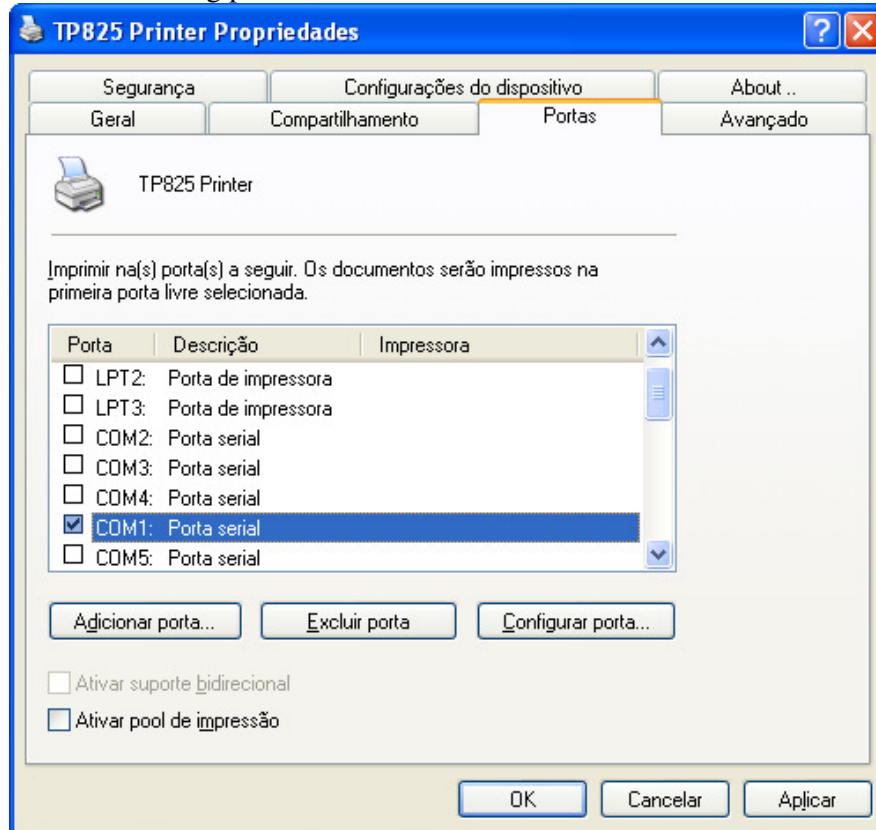 TP825 Printer Propriedades
Segurança Configurações do dispositivo About ..
Geral Compartilhamento Portas Avançado
TP825 Printer
Imprimir na(s) porta(s) a seguir. Os documentos serão impressos na
primeira porta livre selecionada.
Porta Descrição Impressora
LPT2: Porta de impressora
LPT3: Porta de impressora
COM2: Porta serial
COM3: Porta serial
COM4: Porta serial
COM1: Porta serial
COM5: Porta serial
Adicionar porta... Excluir porta Configurar porta...
Ativar suporte bidirecional
Ativar pool de impressão
OK Cancelar Aplicar